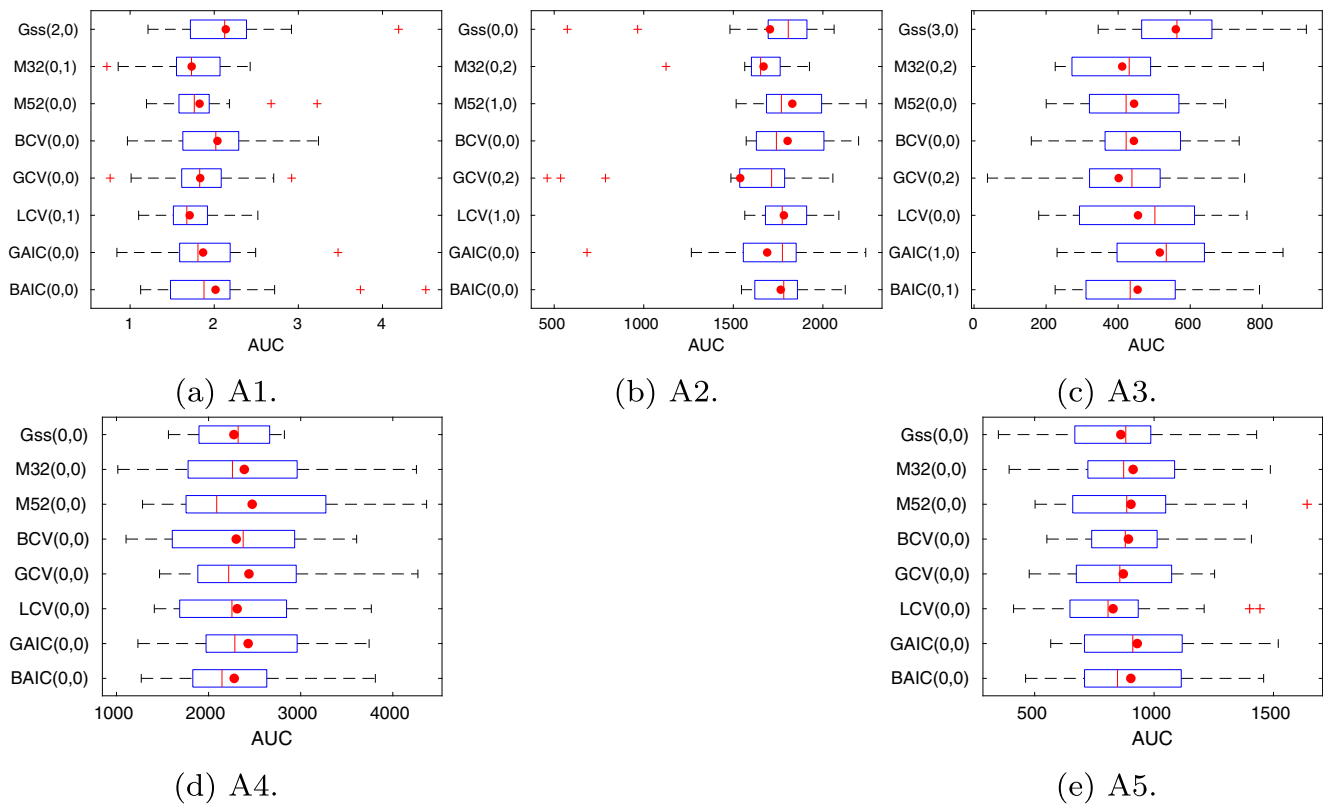 Gss(2,0)
M32(0,1)
M52(0,0)
BCV(0,0)
GCV(0,0)
LCV(0,1)
GAIC(0,0)
BAIC(0,0)
1 2 3 4
AUC
(a) A1.
Gss(0,0)
M32(0,2)
M52(1,0)
BCV(0,0)
GCV(0,2)
LCV(1,0)
GAIC(0,0)
BAIC(0,0)
500 1000 1500 2000
AUC
(b) A2.
Gss(3,0)
M32(0,2)
M52(0,0)
BCV(0,0)
GCV(0,2)
LCV(0,0)
GAIC(1,0)
BAIC(0,1)
0 200 400 600 800
AUC
(c) A3.
Gss(0,0)
M32(0,0)
M52(0,0)
BCV(0,0)
GCV(0,0)
LCV(0,0)
GAIC(0,0)
BAIC(0,0)
1000 2000 3000 4000
AUC
(d) A4.
Gss(0,0)
M32(0,0)
M52(0,0)
BCV(0,0)
GCV(0,0)
LCV(0,0)
GAIC(0,0)
BAIC(0,0)
500 1000 1500
AUC
(e) A5.